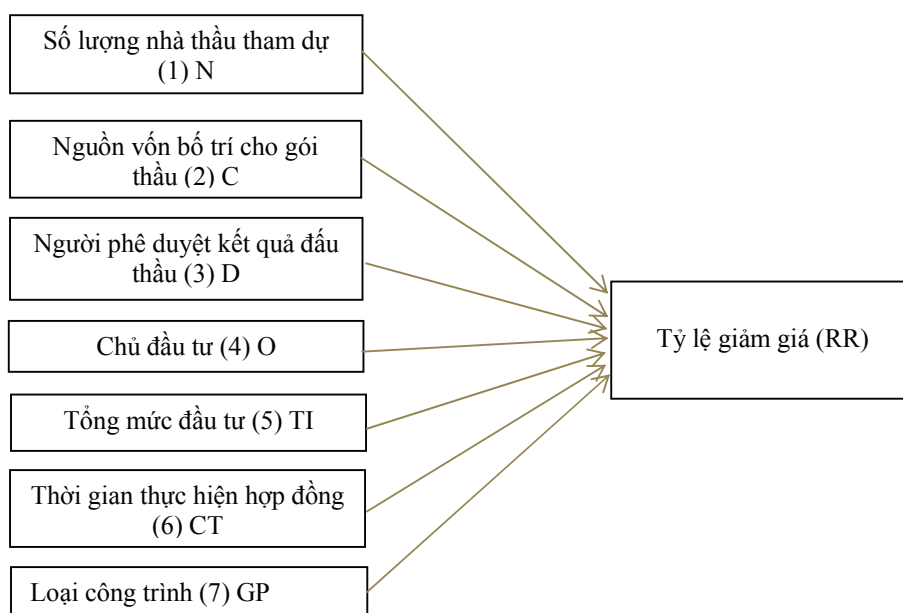 Số lượng nhà thầu tham dự
(1) N
Nguồn vốn bố trí cho gói
thầu (2) C
Người phê duyệt kết quả đấu
thầu (3) D
Chủ đầu tư (4) O
Tổng mức đầu tư (5) TI
Thời gian thực hiện hợp đồng
(6) CT
Loại công trình (7) GP
Tỷ lệ giảm giá (RR)